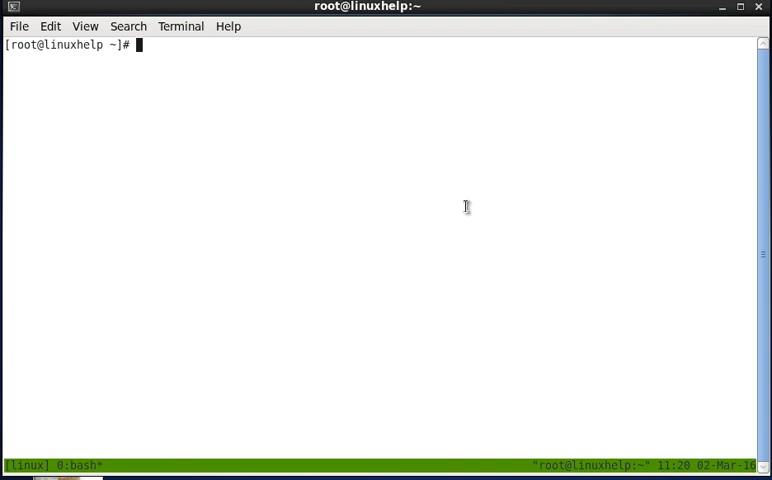 root@linuxhelp:~
File Edit View Search Terminal Help
[root@linuxhelp ~]#
[linux] 0:bash* "root@linuxhelp:~" 11:20 02-Mar-16